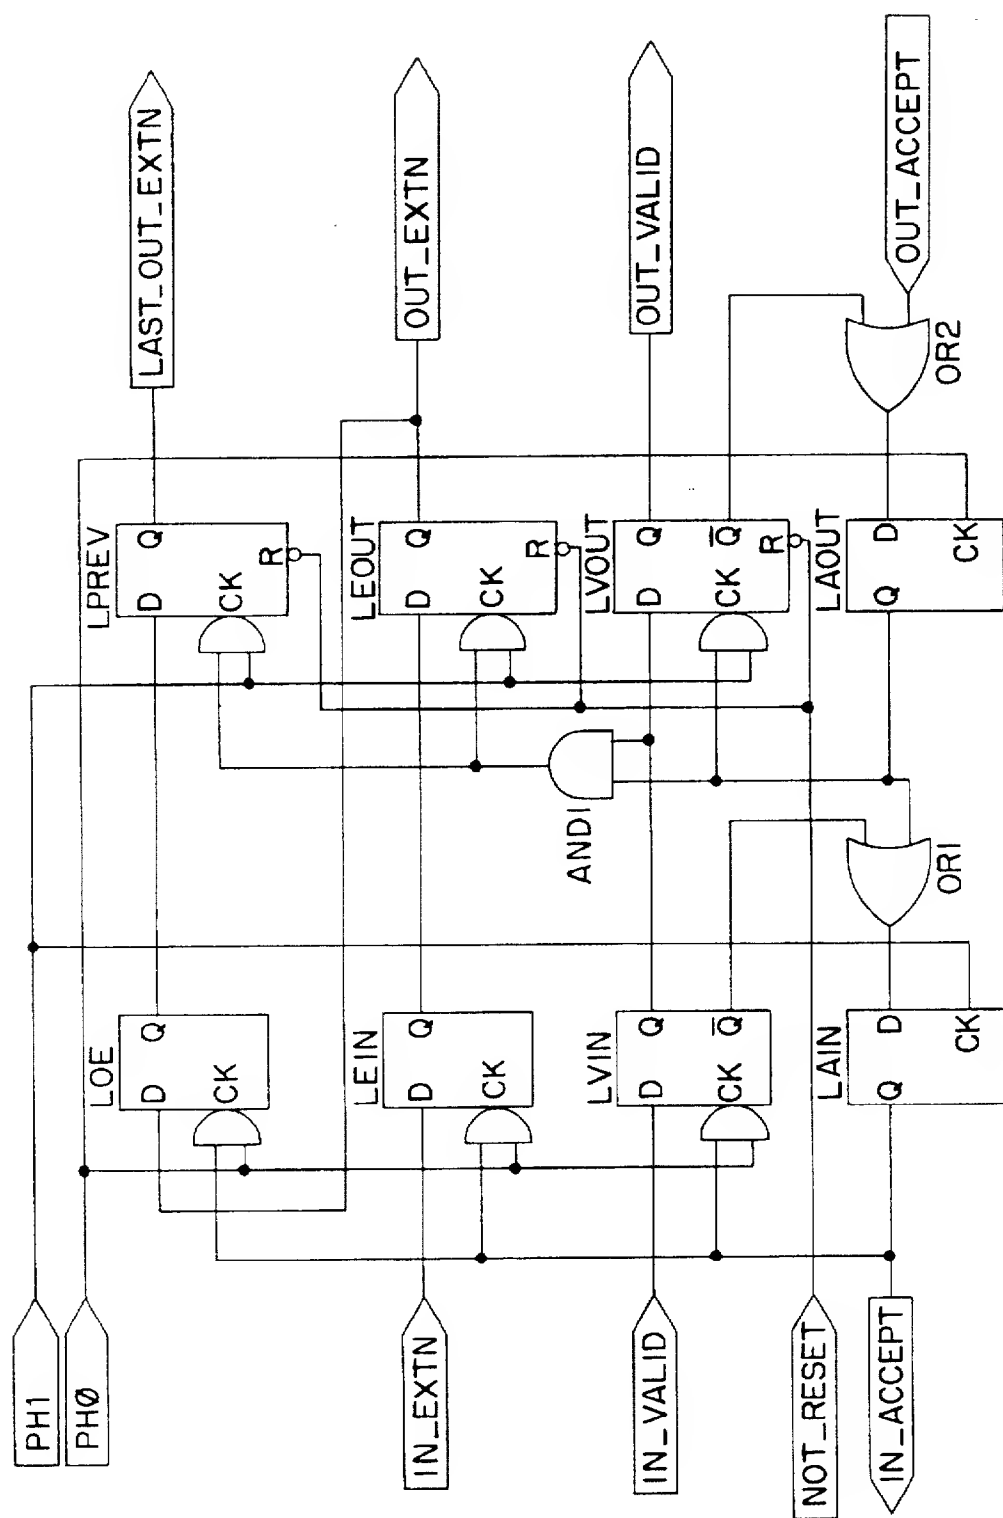 PH1
PHØ
IN_EXTN
IN_VALID
NOT_RESET
IN_ACCEPT
LOE
D
Q
CK
LEIN
D
Q
CK
LVIN
D
Q
CK
Q̅
LAIN
Q
D
CK
AND1
OR1
LPREV
D
Q
CK
R
LEOUT
D
Q
CK
R
LVOUT
D
Q
CK
Q̅
R
LAOUT
Q
D
CK
OR2
LAST_OUT_EXTN
OUT_EXTN
OUT_VALID
OUT_ACCEPT